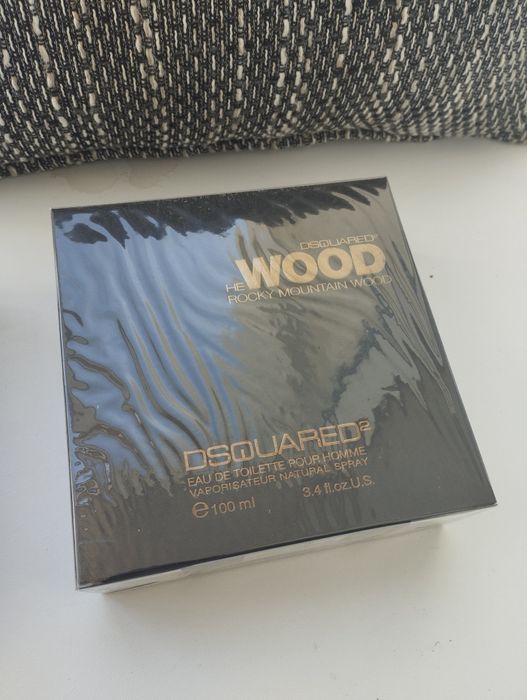 DSQUARED²
HE WOOD
ROCKY MOUNTAIN WOOD
DSQUARED²
EAU DE TOILETTE POUR HOMME
VAPORISATEUR NATURAL SPRAY
℮ 100 ml 3.4 fl.oz.U.S.